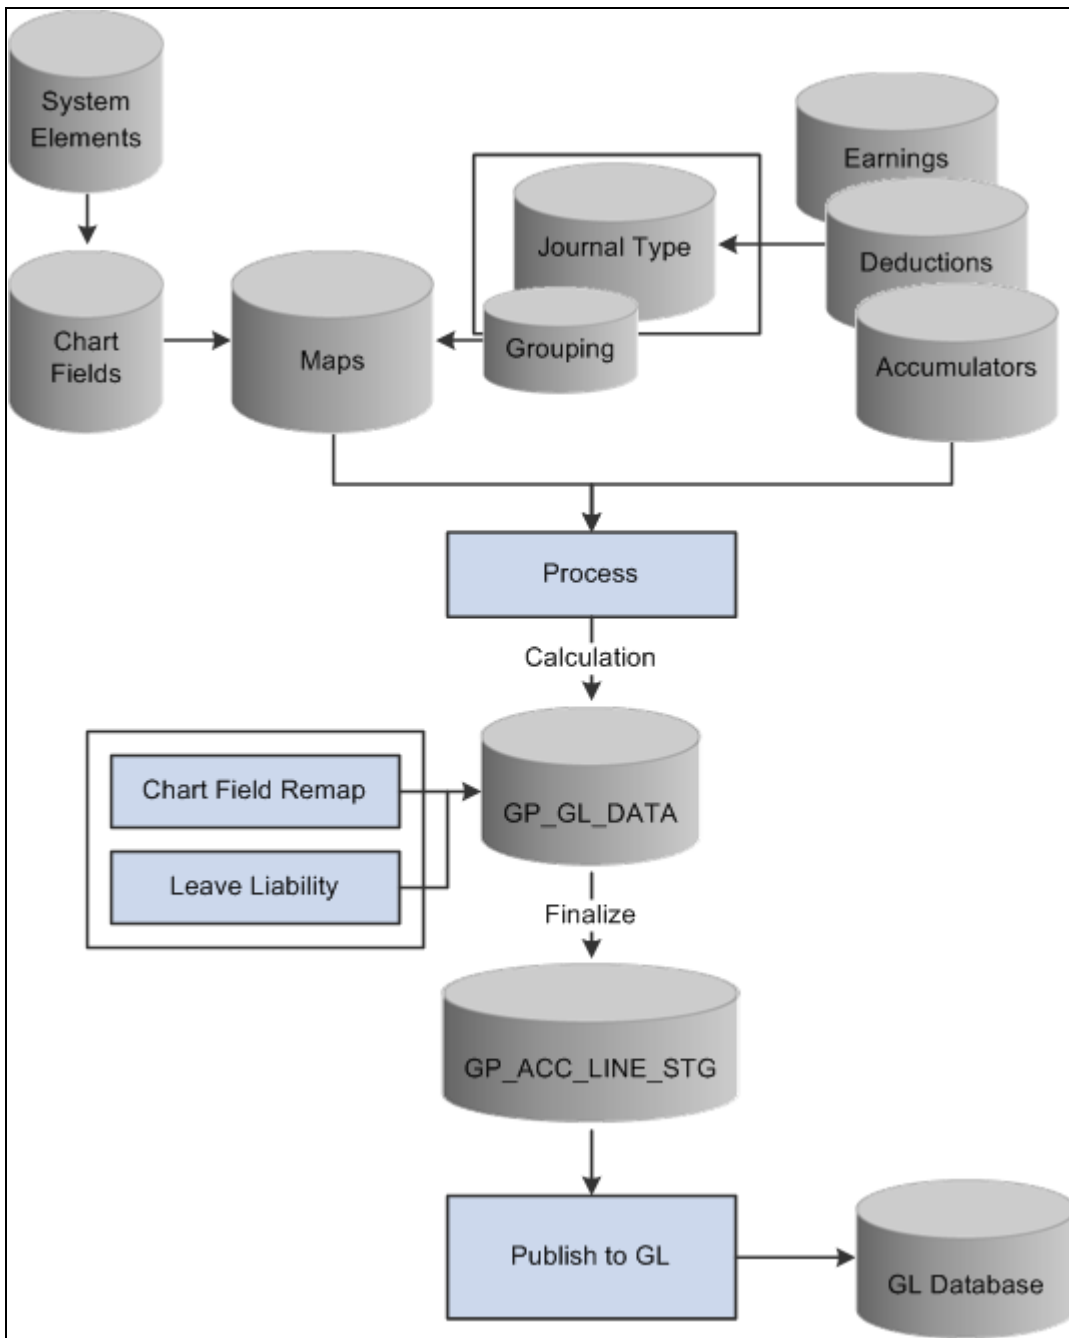 System
Elements
Earnings
Journal Type
Deductions
Chart
Fields
Maps
Grouping
Accumulators
Process
Calculation
Chart Field Remap
GP_GL_DATA
Leave Liability
Finalize
GP_ACC_LINE_STG
Publish to GL
GL Database